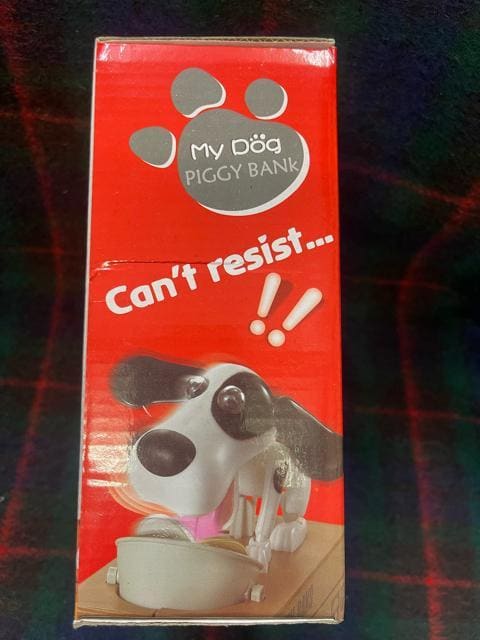 My Dög
PIGGY BANK
Can't resist...
!!